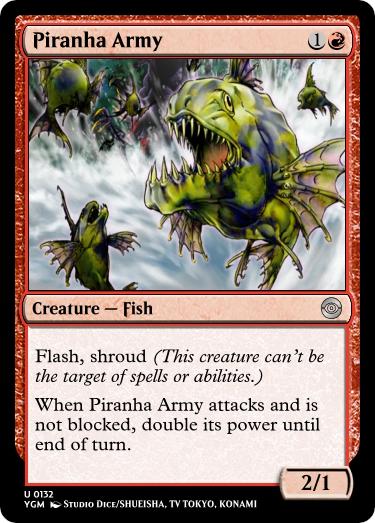 Piranha Army 1
Creature — Fish
Flash, shroud (This creature can't be
the target of spells or abilities.)
When Piranha Army attacks and is
not blocked, double its power until
end of turn.
2/1
U 0132
YGM Studio Dice/SHUEISHA, TV TOKYO, KONAMI